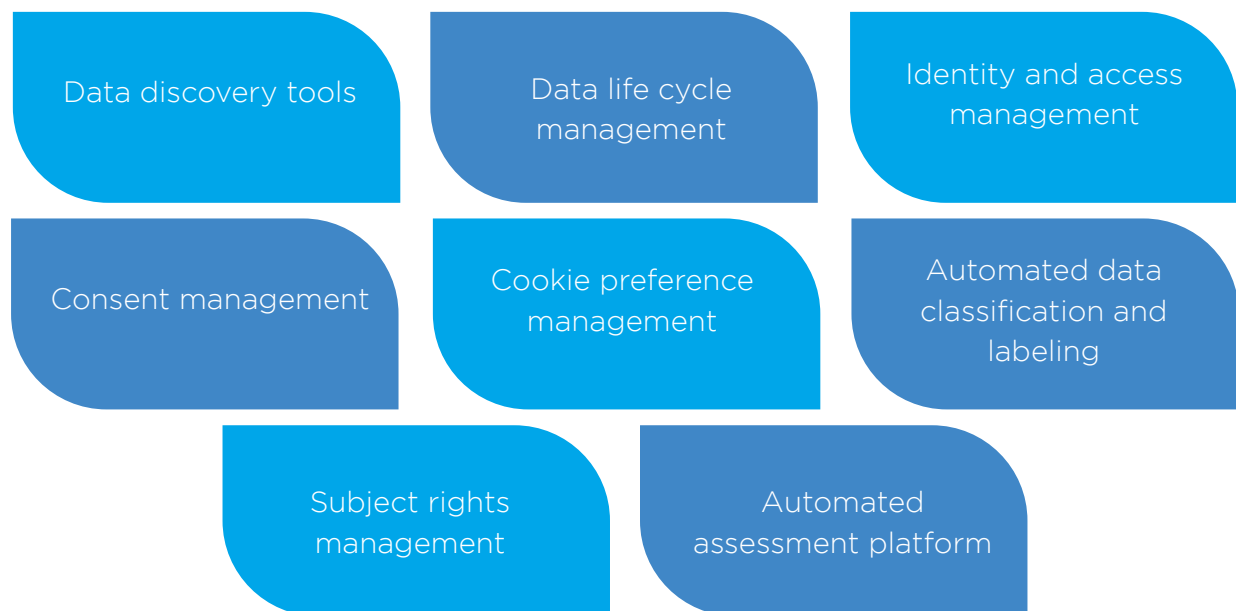 Data discovery tools
Data life cycle
management
Identity and access
management
Consent management
Cookie preference
management
Automated data
classification and
labeling
Subject rights
management
Automated
assessment platform